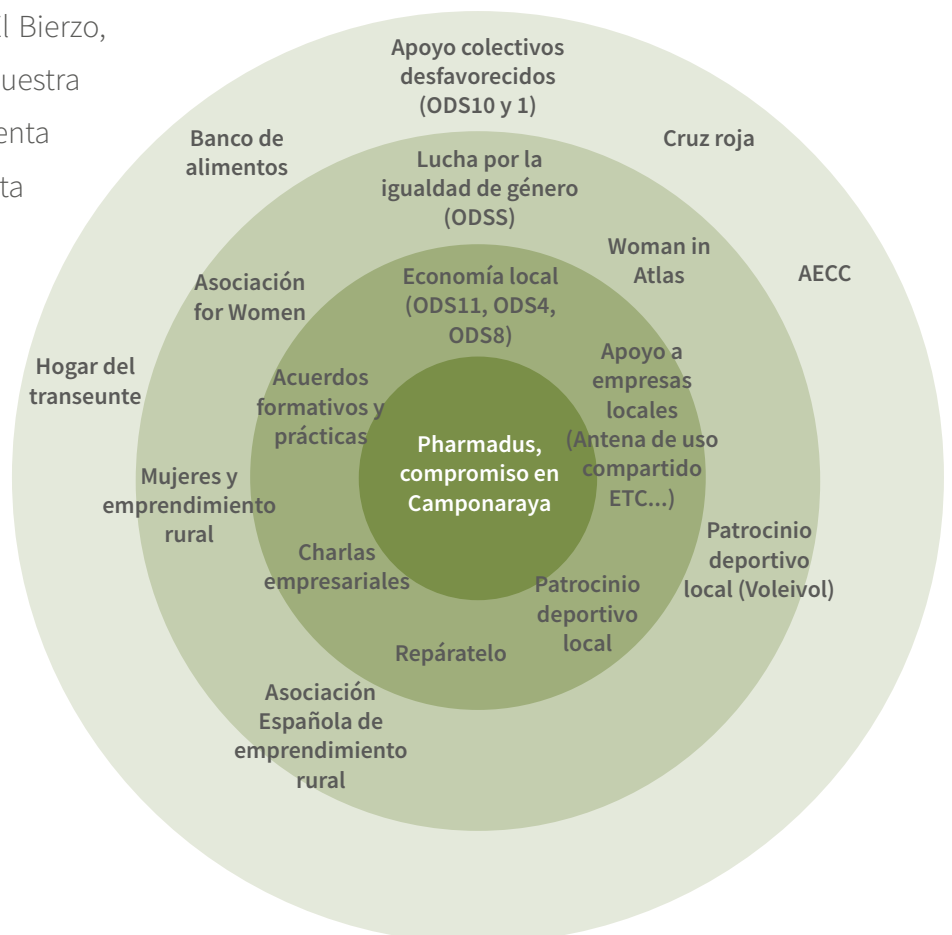 El Bierzo,
uestra
enta
ta
Apoyo colectivos
desfavorecidos
(ODS10 y 1)
Banco de
alimentos
Cruz roja
Lucha por la
igualdad de género
(ODSS)
Woman in
Atlas
AECC
Asociación
for Women
Economía local
(ODS11, ODS4,
ODS8)
Hogar del
transeunte
Acuerdos
formativos y
prácticas
Apoyo a
empresas
locales
(Antena de uso
compartido
ETC...)
Pharmadus,
compromiso en
Camponaraya
Mujeres y
emprendimiento
rural
Patrocinio
deportivo
local (Voleivol)
Charlas
empresariales
Patrocinio
deportivo
local
Repáratelo
Asociación
Española de
emprendimiento
rural